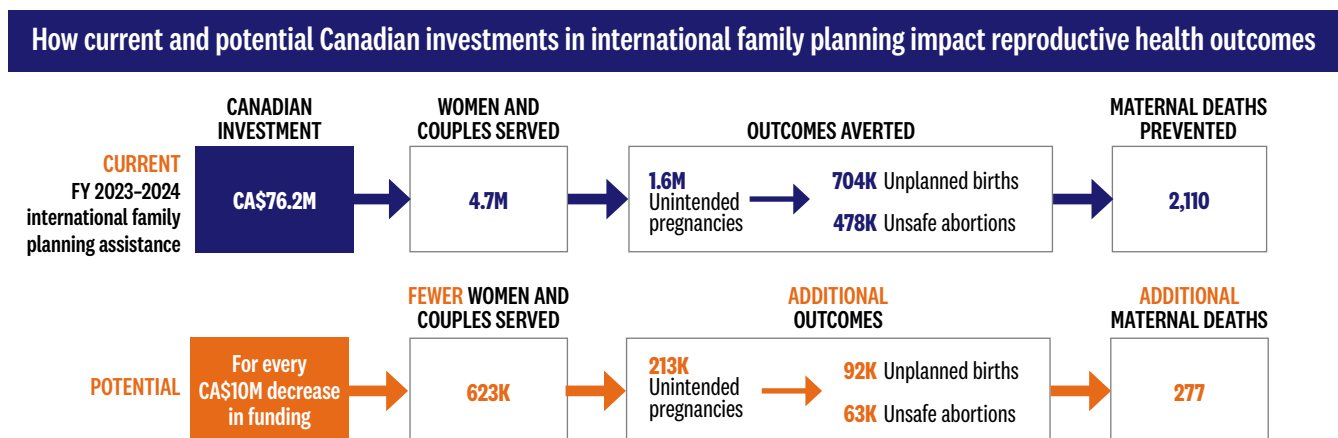 How current and potential Canadian investments in international family planning impact reproductive health outcomes
CANADIAN
INVESTMENT
WOMEN AND
COUPLES SERVED
OUTCOMES AVERTED
MATERNAL DEATHS
PREVENTED
CURRENT
FY 2023–2024
international family
planning assistance
CA$76.2M
4.7M
1.6M
Unintended
pregnancies
704K Unplanned births
478K Unsafe abortions
2,110
FEWER WOMEN AND
COUPLES SERVED
ADDITIONAL
OUTCOMES
ADDITIONAL
MATERNAL DEATHS
POTENTIAL
For every
CA$10M decrease
in funding
623K
213K
Unintended
pregnancies
92K Unplanned births
63K Unsafe abortions
277